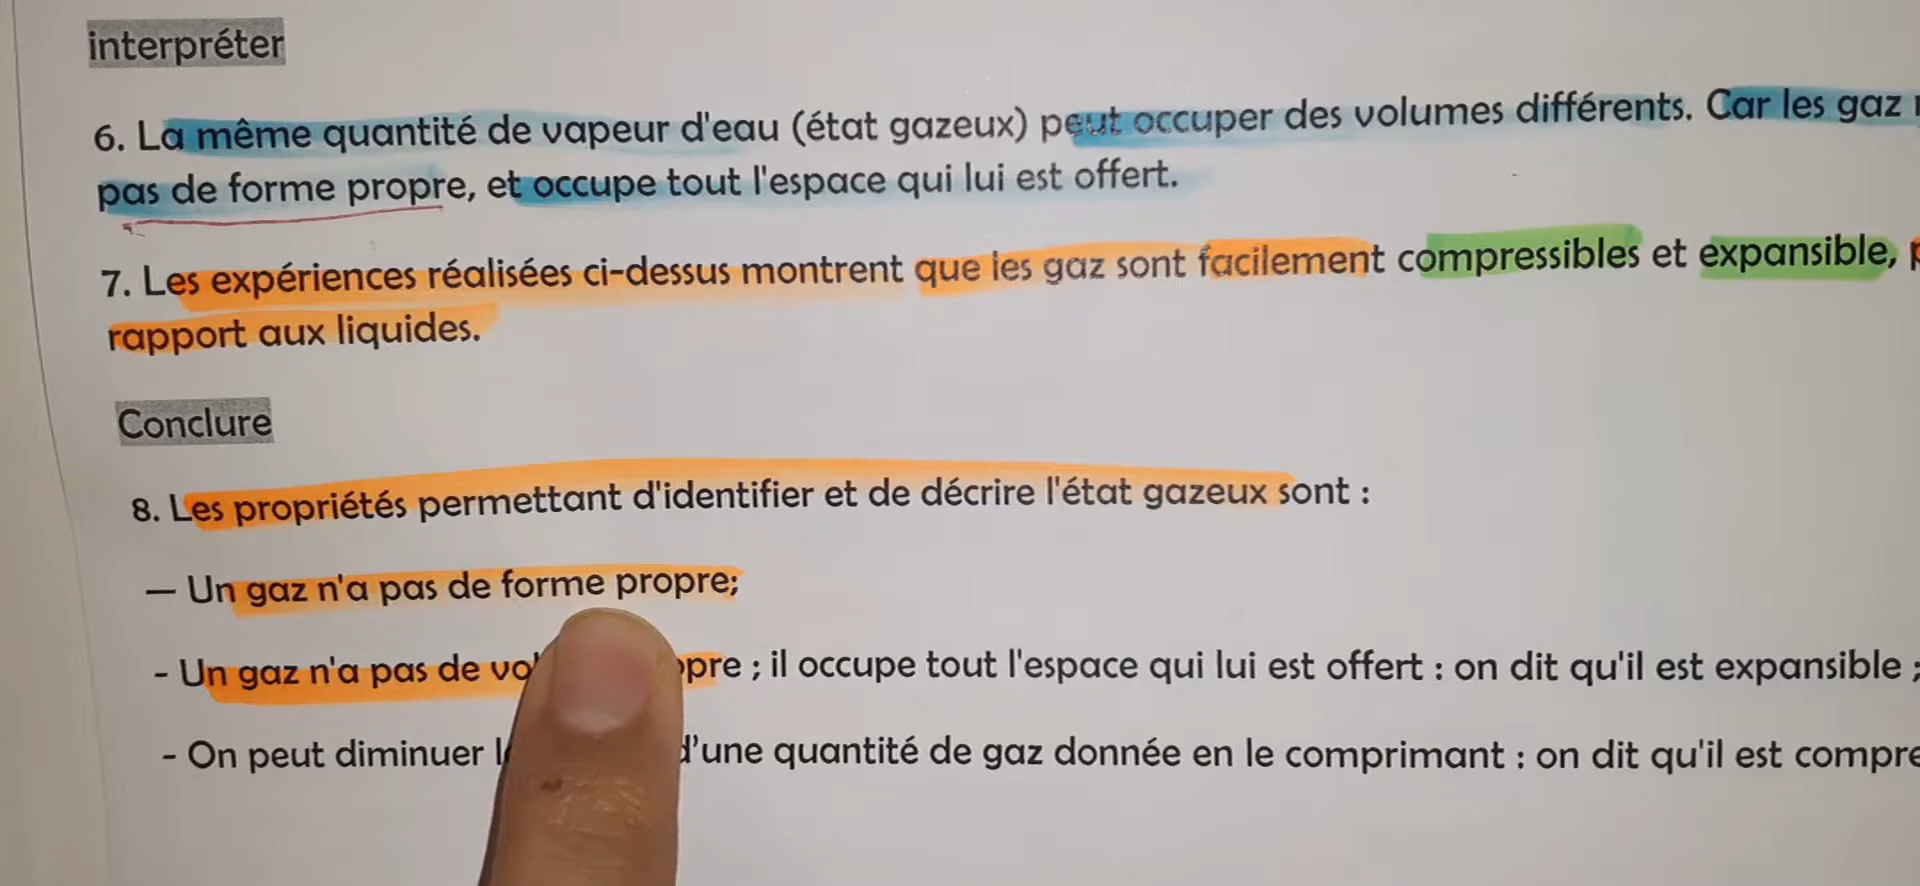 interpréter
6. La même quantité de vapeur d'eau (état gazeux) peut occuper des volumes différents. Car les gaz
pas de forme propre, et occupe tout l'espace qui lui est offert.
7. Les expériences réalisées ci-dessus montrent que les gaz sont facilement compressibles et expansible,
rapport aux liquides.
Conclure
8. Les propriétés permettant d'identifier et de décrire l'état gazeux sont :
— Un gaz n'a pas de forme propre;
- Un gaz n'a pas de ; il occupe tout l'espace qui lui est offert : on dit qu'il est expansible ;
- On peut diminuer d'une quantité de gaz donnée en le comprimant : on dit qu'il est